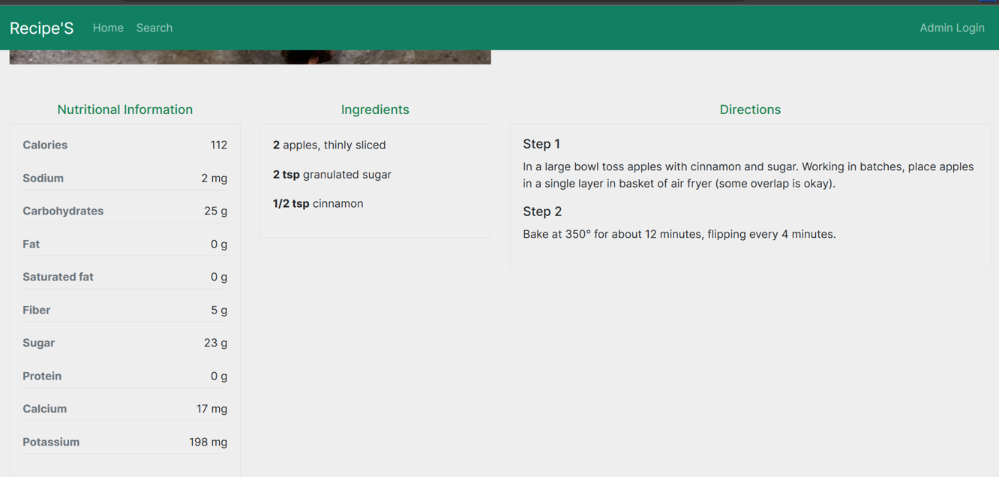 Recipe'S Home Search Admin Login
Nutritional Information
Calories 112
Sodium 2 mg
Carbohydrates 25 g
Fat 0 g
Saturated fat 0 g
Fiber 5 g
Sugar 23 g
Protein 0 g
Calcium 17 mg
Potassium 198 mg
Ingredients
2 apples, thinly sliced
2 tsp granulated sugar
1/2 tsp cinnamon
Directions
Step 1
In a large bowl toss apples with cinnamon and sugar. Working in batches, place apples
in a single layer in basket of air fryer (some overlap is okay).
Step 2
Bake at 350° for about 12 minutes, flipping every 4 minutes.